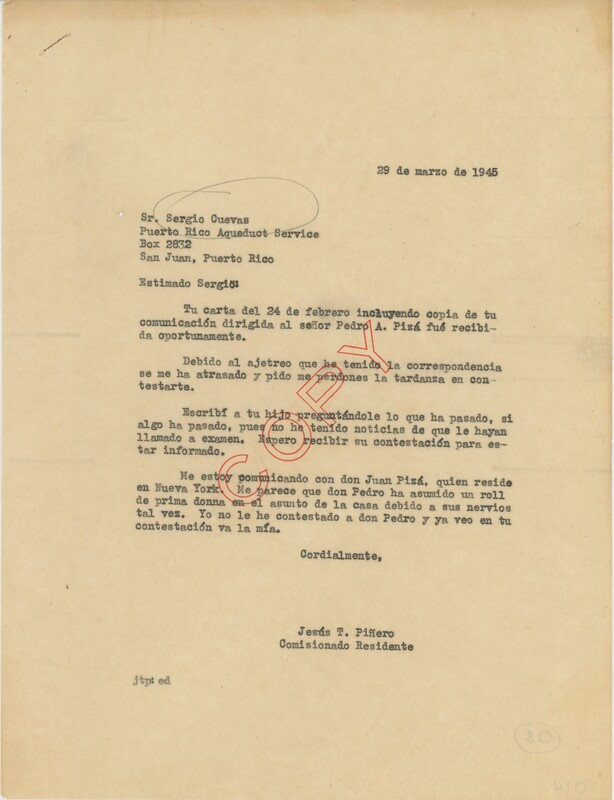 29 de marzo de 1945
Sr. Sergio Cuevas
Puerto Rico Aqueduct Service
Box 2832
San Juan, Puerto Rico
Estimado Sergio:
Tu carta del 24 de febrero incluyendo copia de tu
comunicación dirigida al señor Pedro A. Pizá fué recibi-
da oportunamente.
Debido al ajetreo que he tenido la correspondencia
se me ha atrasado y pido me perdones la tardanza en con-
testarte.
Escribí a tu hijo preguntándole lo que ha pasado, si
algo ha pasado, pues no he tenido noticias de que le hayan
llamado a examen. Espero recibir su contestación para es-
tar informado.
Me estoy comunicando con don Juan Pizá, quien reside
en Nueva York. Me parece que don Pedro ha asumido un roll
de prima donna en el asunto de la casa debido a sus nervios
tal vez. Yo no le he contestado a don Pedro y ya veo en tu
contestación va la mía.
Cordialmente,
Jesús T. Piñero
Comisionado Residente
jtp: ed
COPY